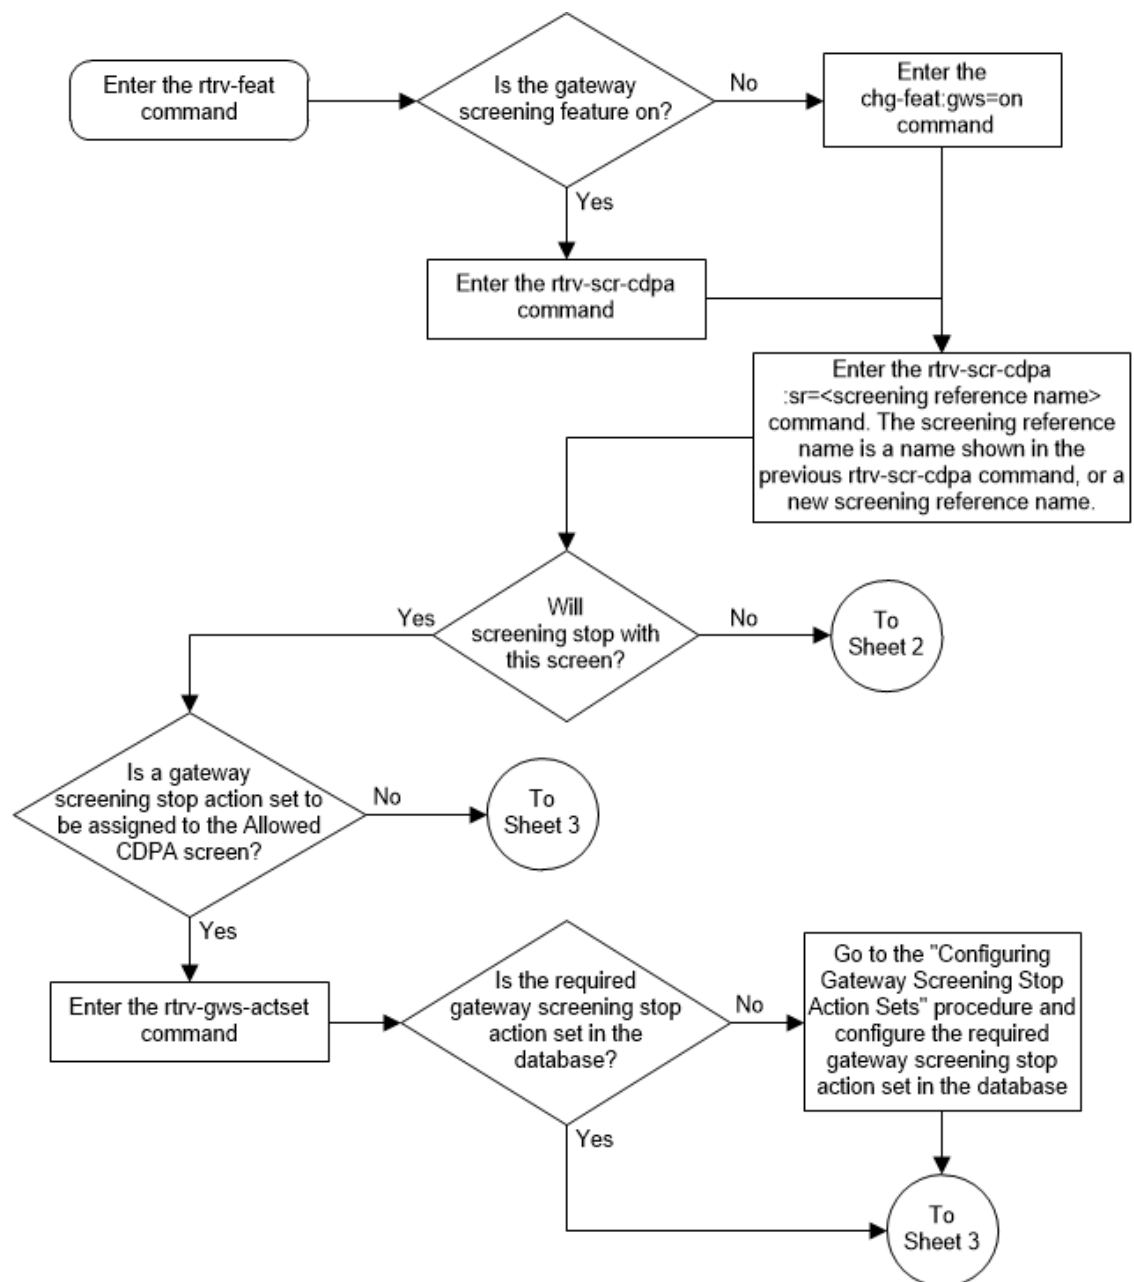 Enter the rtrv-feat
command
Is the gateway
screening feature on?
No
Enter the
chg-feat:gws=on
command
Yes
Enter the rtrv-scr-cdpa
command
Enter the rtrv-scr-cdpa
:sr=<screening reference name>
command. The screening reference
name is a name shown in the
previous rtrv-scr-cdpa command, or a
new screening reference name.
Will
screening stop with
this screen?
Yes
No
To
Sheet 2
Is a gateway
screening stop action set to
be assigned to the Allowed
CDPA screen?
No
To
Sheet 3
Yes
Enter the rtrv-gws-actset
command
Is the required
gateway screening stop
action set in the
database?
No
Go to the "Configuring
Gateway Screening Stop
Action Sets" procedure and
configure the required
gateway screening stop
action set in the database
Yes
To
Sheet 3